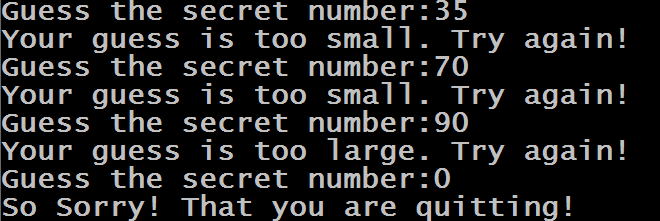 Guess the secret number:35
Your guess is too small. Try again!
Guess the secret number:70
Your guess is too small. Try again!
Guess the secret number:90
Your guess is too large. Try again!
Guess the secret number:0
So Sorry! That you are quitting!